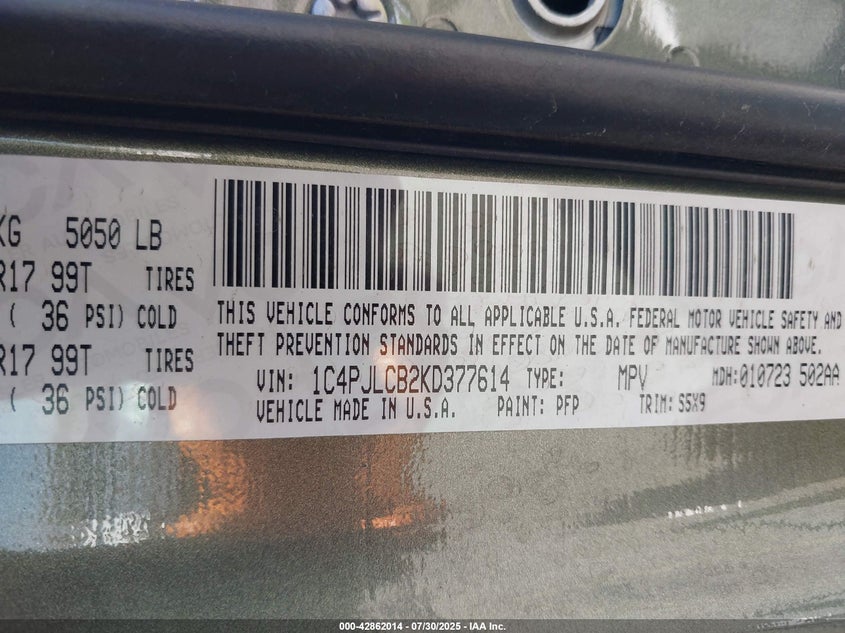 KG 5050 LB
R17 99T TIRES
( 36 PSI) COLD
R17 99T TIRES
( 36 PSI) COLD
THIS VEHICLE CONFORMS TO ALL APPLICABLE U.S.A. FEDERAL MOTOR VEHICLE SAFETY AND
THEFT PREVENTION STANDARDS IN EFFECT ON THE DATE OF MANUFACTURE SHOWN ABOVE.
VIN: 1C4PJLCB2KD377614 TYPE: MPV MDH:010723 502AA
VEHICLE MADE IN U.S.A. PAINT: PFP TRIM: S5X9
000-42862014 - 07/30/2025 - IAA Inc.